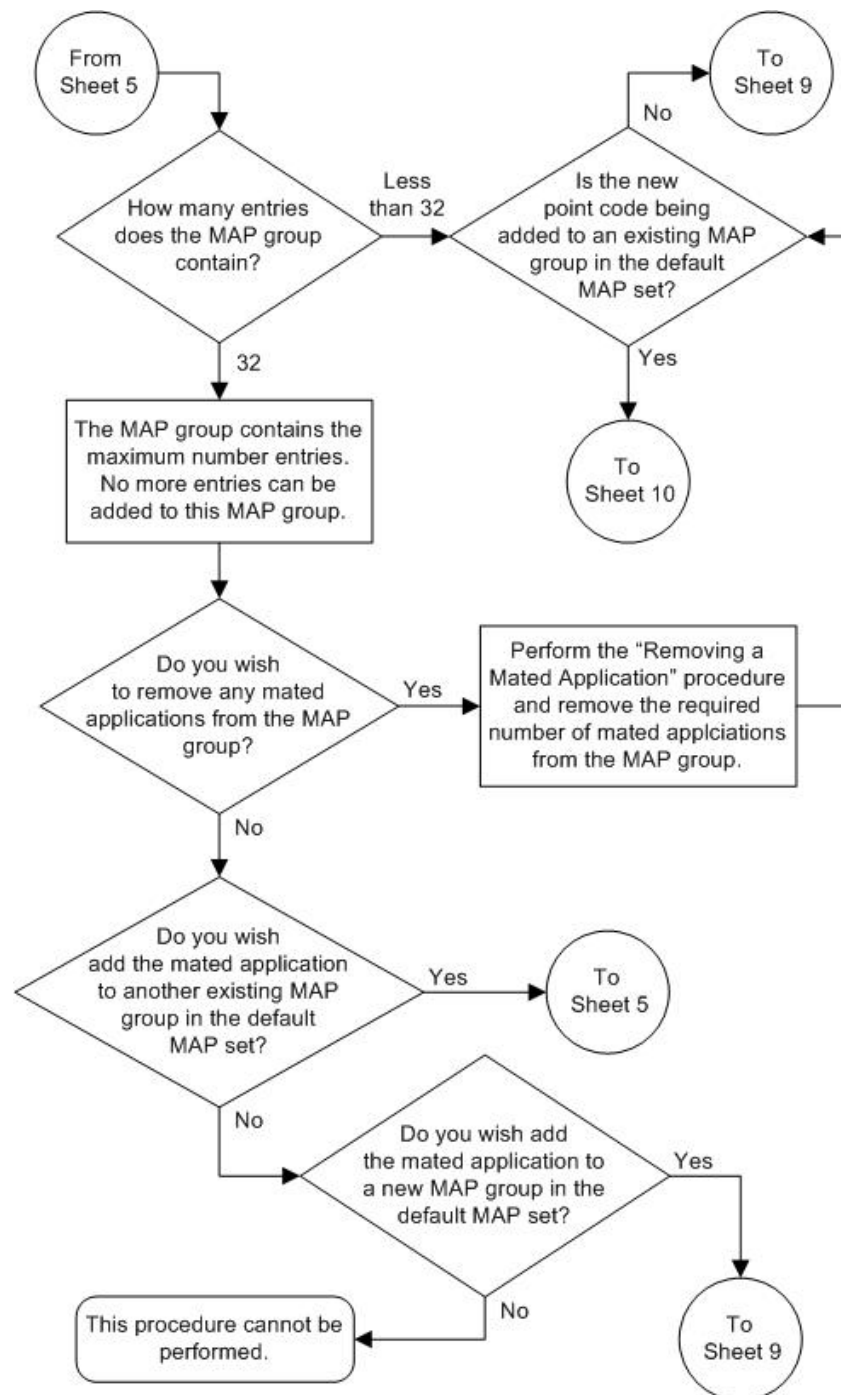 From
Sheet 5
To
Sheet 9
No
How many entries
does the MAP group
contain?
Less
than 32
Is the new
point code being
added to an existing MAP
group in the default
MAP set?
32
Yes
The MAP group contains the
maximum number entries.
No more entries can be
added to this MAP group.
To
Sheet 10
Do you wish
to remove any mated
applications from the MAP
group?
Yes
Perform the “Removing a
Mated Application” procedure
and remove the required
number of mated applciations
from the MAP group.
No
Do you wish
add the mated application
to another existing MAP
group in the default
MAP set?
Yes
To
Sheet 5
No
Do you wish add
the mated application to
a new MAP group in the
default MAP set?
Yes
No
This procedure cannot be
performed.
To
Sheet 9